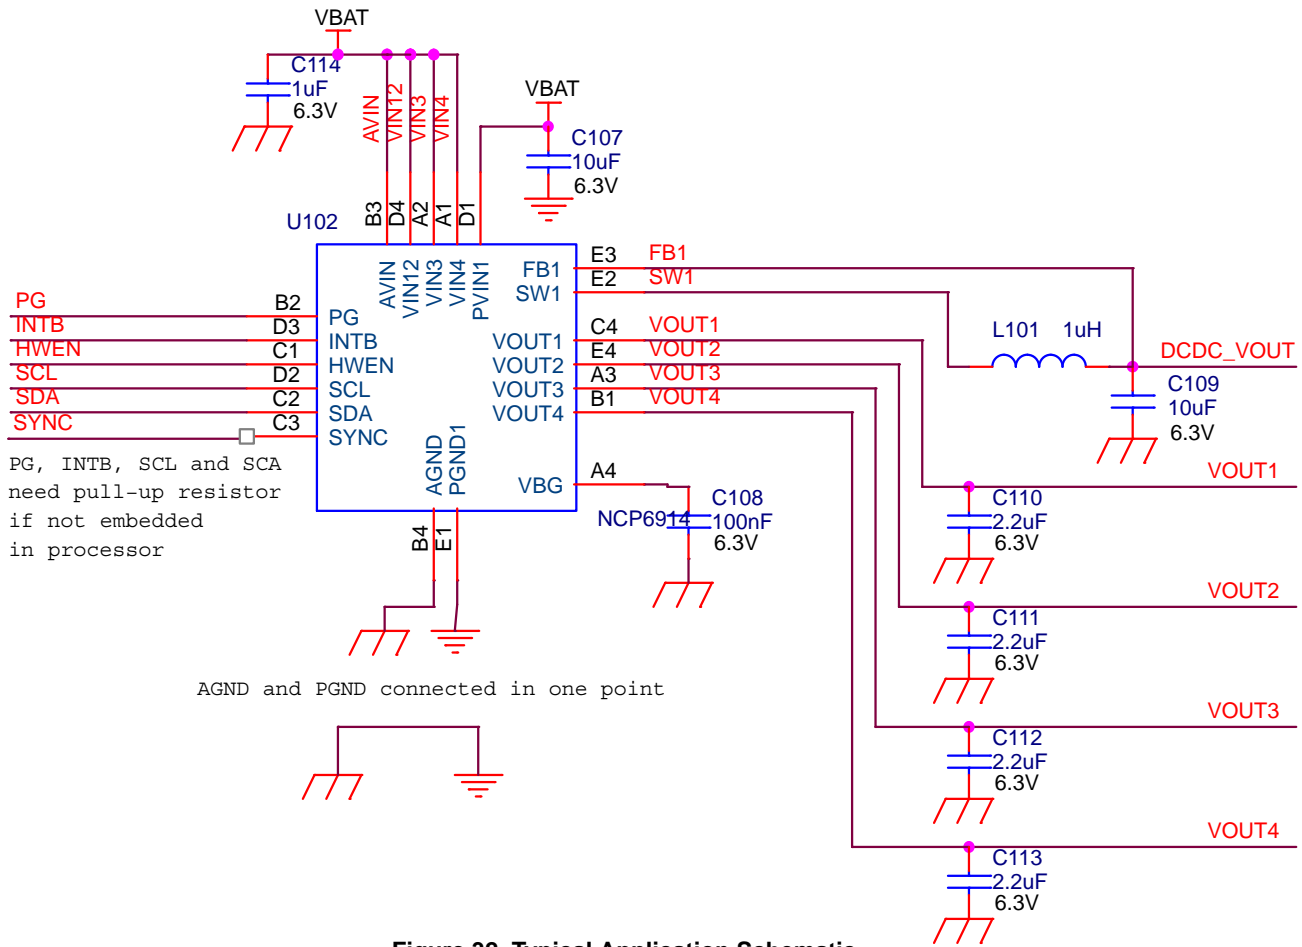 VBAT
C114
1uF
6.3V
AVIN
VIN12
VIN3
VIN4
VBAT
C107
10uF
6.3V
U102
B3
D4
A2
A1
D1
AVIN
VIN12
VIN3
VIN4
PVIN1
PG
INTB
HWEN
SCL
SDA
SYNC
B2
D3
C1
D2
C2
C3
PG
INTB
HWEN
SCL
SDA
SYNC
FB1
SW1
VOUT1
VOUT2
VOUT3
VOUT4
VBG
E3
E2
C4
E4
A3
B1
A4
FB1
SW1
VOUT1
VOUT2
VOUT3
VOUT4
L101 1uH
DCDC_VOUT
C109
10uF
6.3V
PG, INTB, SCL and SCA
need pull-up resistor
if not embedded
in processor
AGND
PGND1
B4
E1
NCP6914
C108
100nF
6.3V
VOUT1
C110
2.2uF
6.3V
VOUT2
C111
2.2uF
6.3V
AGND and PGND connected in one point
VOUT3
C112
2.2uF
6.3V
VOUT4
C113
2.2uF
6.3V